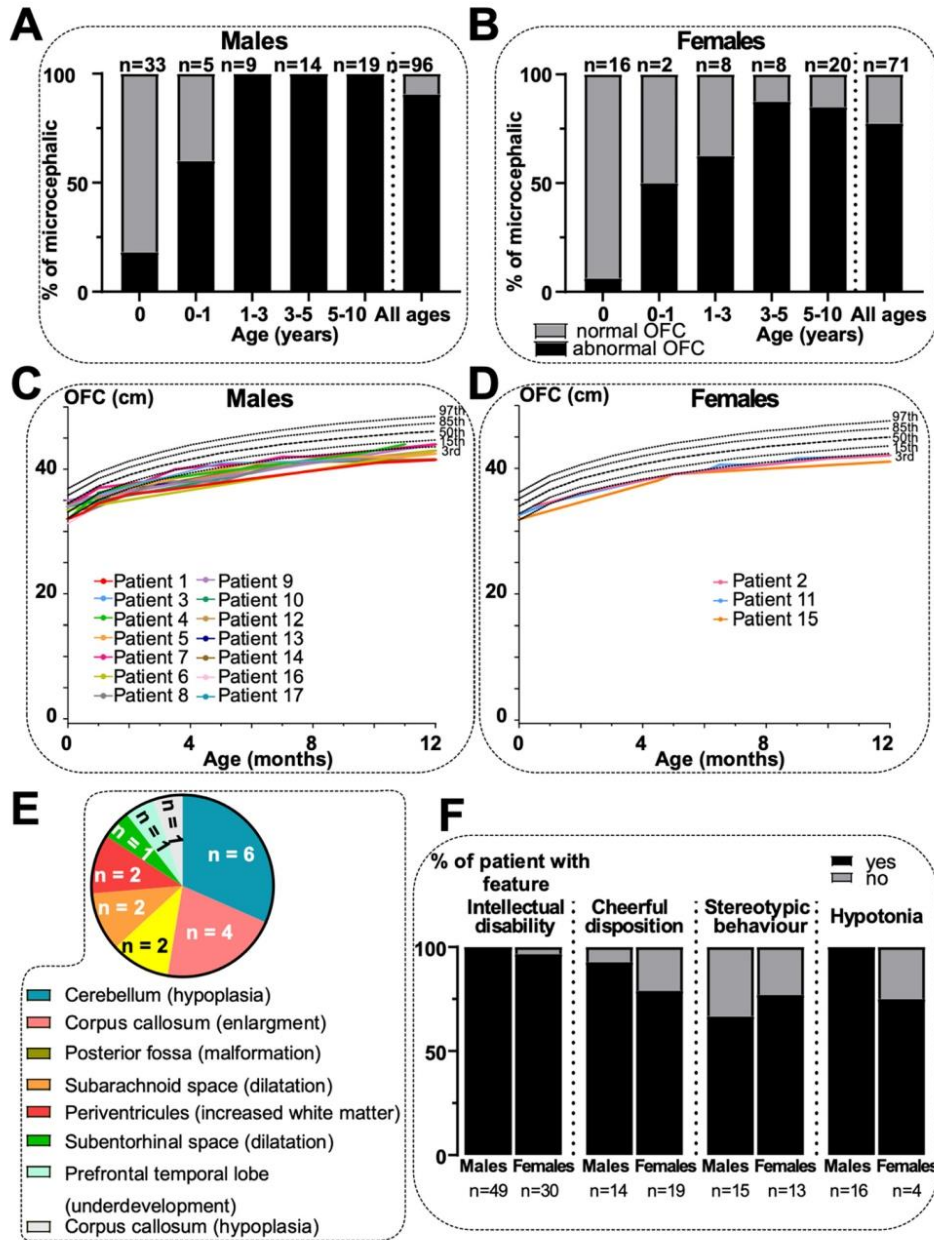 A
Males
n=33 n=5 n=9 n=14 n=19 n=96
100
50
0
% of microcephalic
0 0-1 1-3 3-5 5-10 All ages
Age (years)
B
Females
n=16 n=2 n=8 n=8 n=20 n=71
100
50
0
% of microcephalic
0 0-1 1-3 3-5 5-10 All ages
Age (years)
normal OFC
abnormal OFC
C
OFC (cm)
Males
97th
85th
50th
15th
3rd
40
20
0
Patient 1 Patient 9
Patient 3 Patient 10
Patient 4 Patient 12
Patient 5 Patient 13
Patient 7 Patient 14
Patient 6 Patient 16
Patient 8 Patient 17
0 4 8 12
Age (months)
D
OFC (cm)
Females
97th
85th
50th
15th
3rd
40
20
0
Patient 2
Patient 11
Patient 15
0 4 8 12
Age (months)
E
n = 6
n = 4
n = 2
n = 2
n = 2
n = 1
n = 1
n = 1
Cerebellum (hypoplasia)
Corpus callosum (enlargment)
Posterior fossa (malformation)
Subarachnoid space (dilatation)
Periventricules (increased white matter)
Subentorhinal space (dilatation)
Prefrontal temporal lobe
(underdevelopment)
Corpus callosum (hypoplasia)
F
% of patient with
feature
yes
no
Intellectual
disability
Cheerful
disposition
Stereotypic
behaviour
Hypotonia
100
50
0
Males Females Males Females Males Females Males Females
n=49 n=30 n=14 n=19 n=15 n=13 n=16 n=4